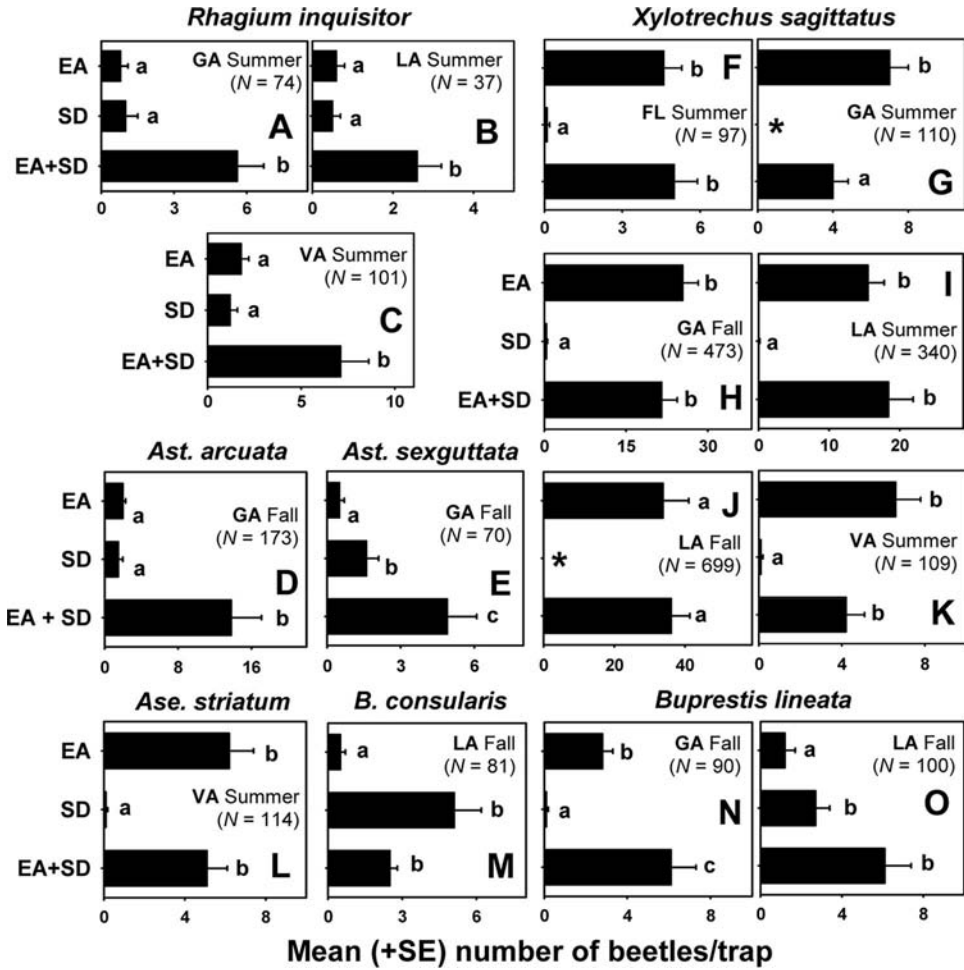 Rhagium inquisitor
Xylotrechus sagittatus
EA
SD
EA+SD
a
a
b
GA Summer
(N = 74)
A
0 3 6
a
a
b
LA Summer
(N = 37)
B
0 2 4
b
a
b
F
FL Summer
(N = 97)
0 3 6
b
*
a
GA Summer
(N = 110)
G
0 4 8
EA
SD
EA+SD
a
a
b
VA Summer
(N = 101)
C
0 5 10
EA
SD
EA+SD
b
a
b
GA Fall
(N = 473)
H
0 15 30
b
a
b
I
LA Summer
(N = 340)
0 10 20
Ast. arcuata
Ast. sexguttata
EA
SD
EA + SD
a
a
b
GA Fall
(N = 173)
D
0 8 16
a
b
c
GA Fall
(N = 70)
E
0 3 6
a
*
a
J
LA Fall
(N = 699)
0 20 40
b
a
b
VA Summer
(N = 109)
K
0 4 8
Ase. striatum
B. consularis
Buprestis lineata
EA
SD
EA+SD
b
a
b
VA Summer
(N = 114)
L
0 3 6
a
b
b
LA Fall
(N = 81)
M
0 3 6
b
a
c
GA Fall
(N = 90)
N
0 4 8
a
b
b
LA Fall
(N = 100)
O
0 4 8
Mean (+SE) number of beetles/trap